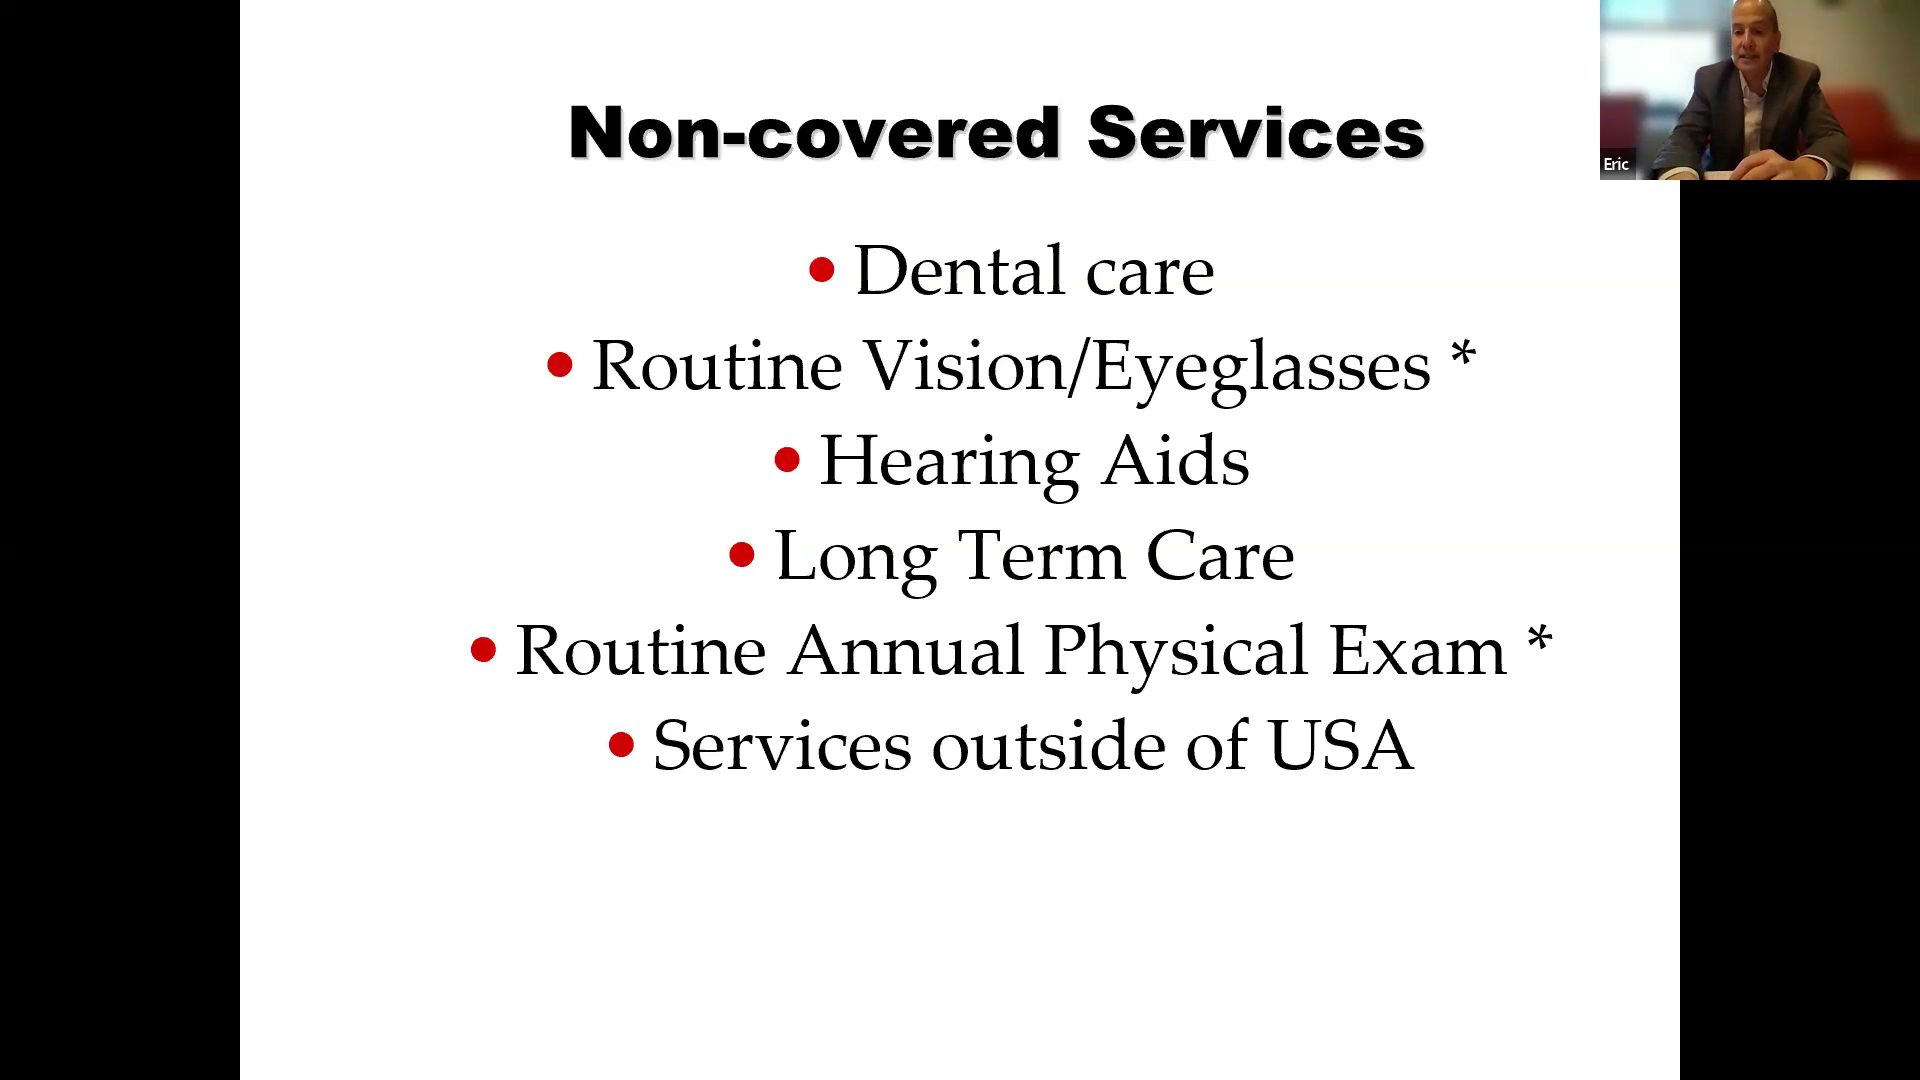 Non-covered Services
• Dental care
• Routine Vision/Eyeglasses *
• Hearing Aids
• Long Term Care
• Routine Annual Physical Exam *
• Services outside of USA
Eric